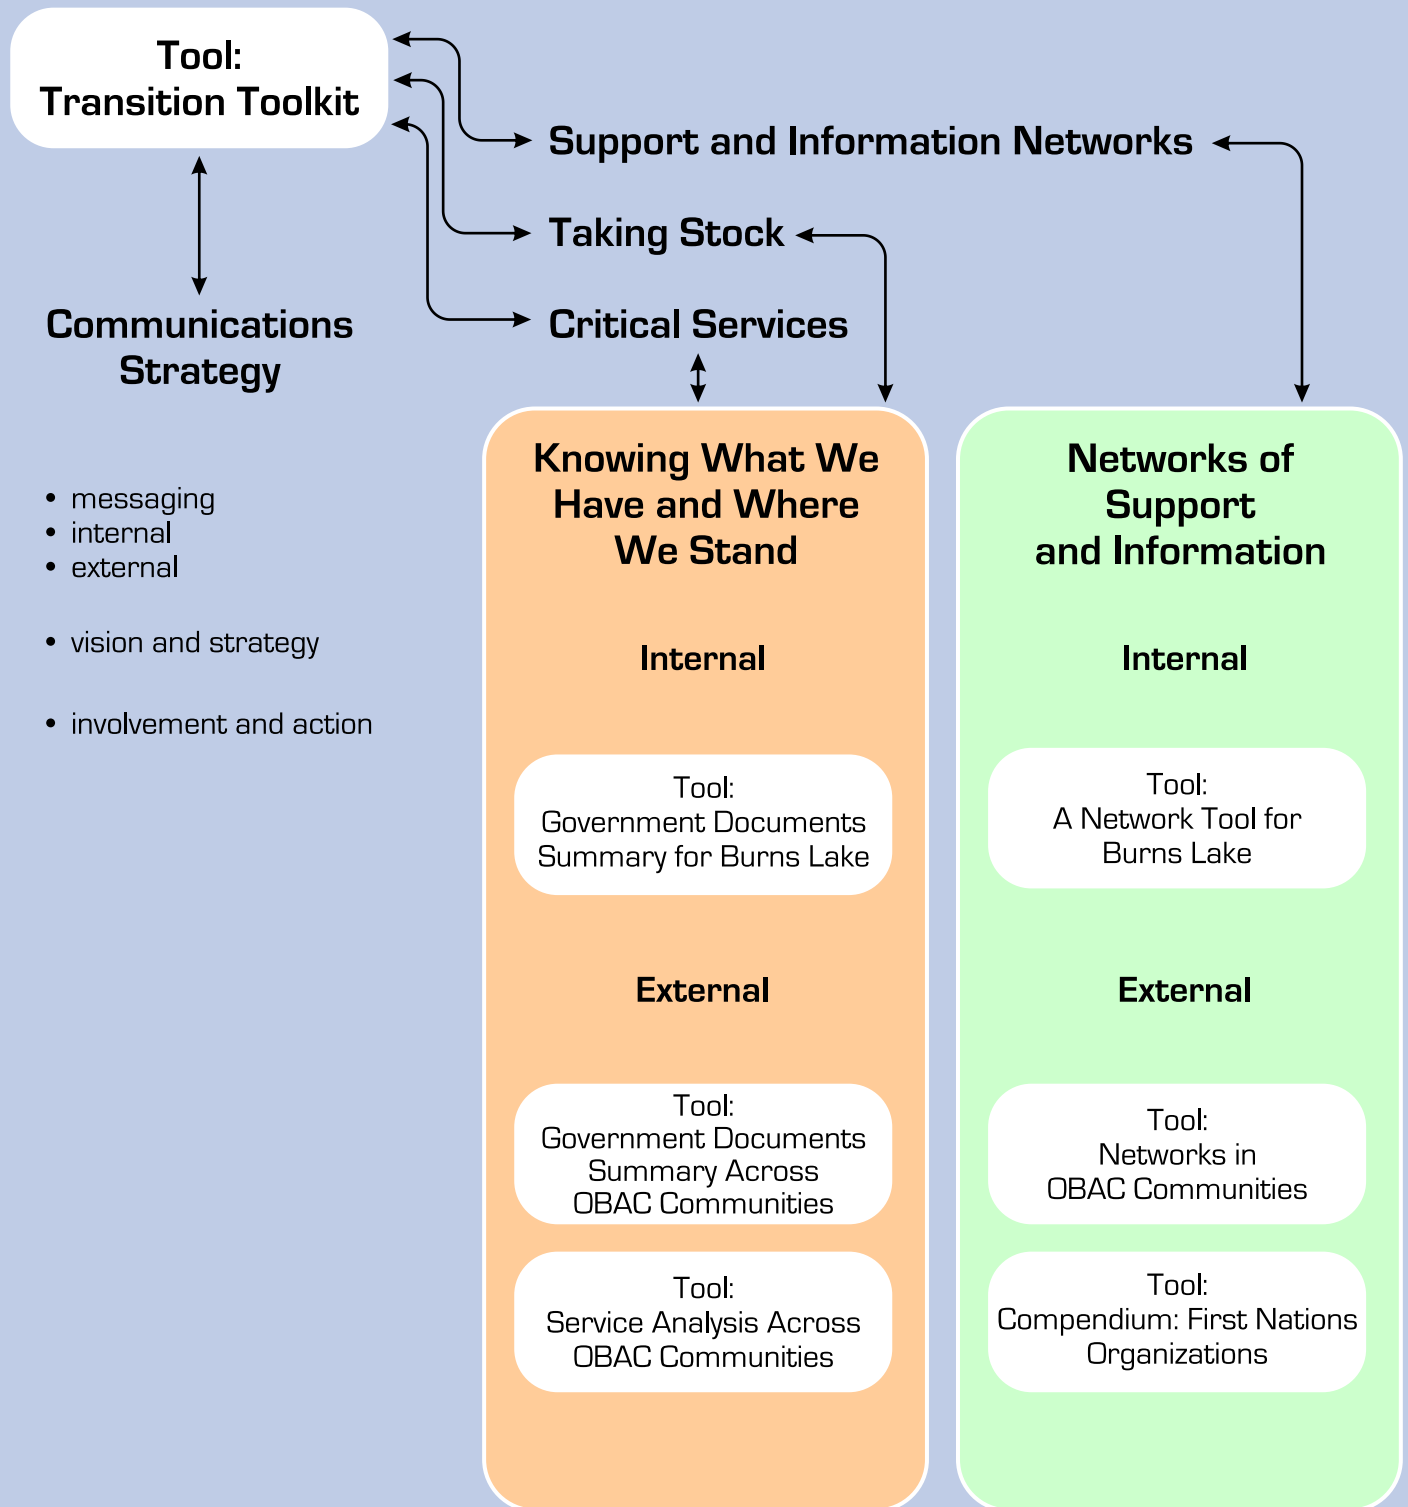 Tool:
Transition Toolkit
Support and Information Networks
Taking Stock
Critical Services
Communications
Strategy
• messaging
• internal
• external
• vision and strategy
• involvement and action
Knowing What We
Have and Where
We Stand
Internal
Tool:
Government Documents
Summary for Burns Lake
External
Tool:
Government Documents
Summary Across
OBAC Communities
Tool:
Service Analysis Across
OBAC Communities
Networks of
Support
and Information
Internal
Tool:
A Network Tool for
Burns Lake
External
Tool:
Networks in
OBAC Communities
Tool:
Compendium: First Nations
Organizations